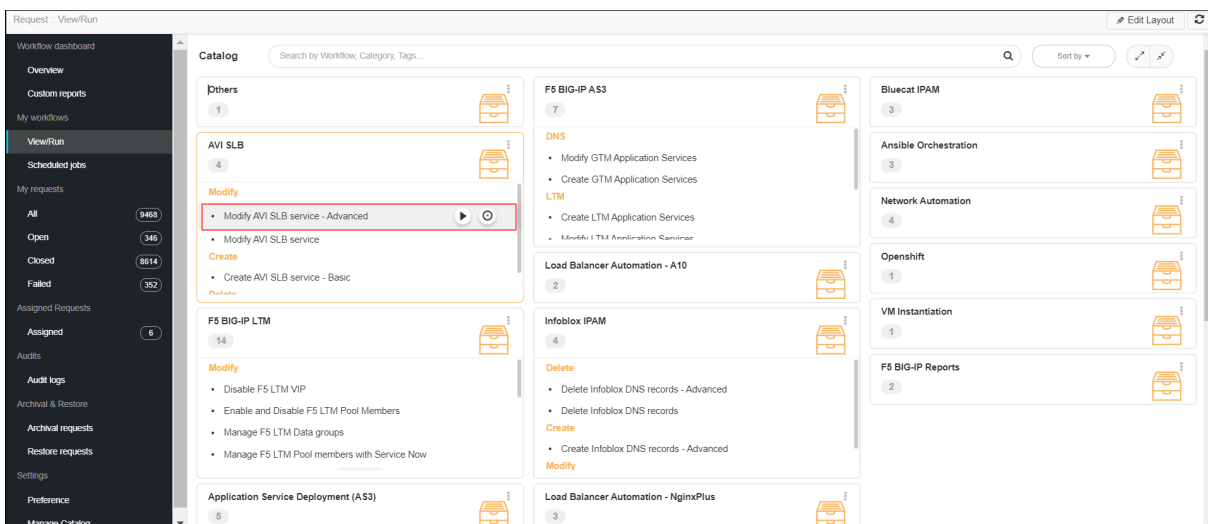 Request :: View/Run
Edit Layout
Workflow dashboard
Overview
Custom reports
My workflows
View/Run
Scheduled jobs
My requests
All 9468
Open 346
Closed 8614
Failed 352
Assigned Requests
Assigned 6
Audits
Audit logs
Archival & Restore
Archival requests
Restore requests
Settings
Preference
Manage Catalog
Catalog
Search by Workflow, Category, Tags...
Sort by
Others
1
AVI SLB
4
Modify
• Modify AVI SLB service - Advanced
• Modify AVI SLB service
Create
• Create AVI SLB service - Basic
Delete
F5 BIG-IP LTM
14
Modify
• Disable F5 LTM VIP
• Enable and Disable F5 LTM Pool Members
• Manage F5 LTM Data groups
• Manage F5 LTM Pool members with Service Now
Application Service Deployment (AS3)
5
F5 BIG-IP AS3
7
DNS
• Modify GTM Application Services
• Create GTM Application Services
LTM
• Create LTM Application Services
• Modify LTM Application Services
Load Balancer Automation - A10
2
Infoblox IPAM
4
Delete
• Delete Infoblox DNS records - Advanced
• Delete Infoblox DNS records
Create
• Create Infoblox DNS records - Advanced
Modify
Load Balancer Automation - NginxPlus
3
Bluecat IPAM
3
Ansible Orchestration
3
Network Automation
4
Openshift
1
VM Instantiation
1
F5 BIG-IP Reports
2